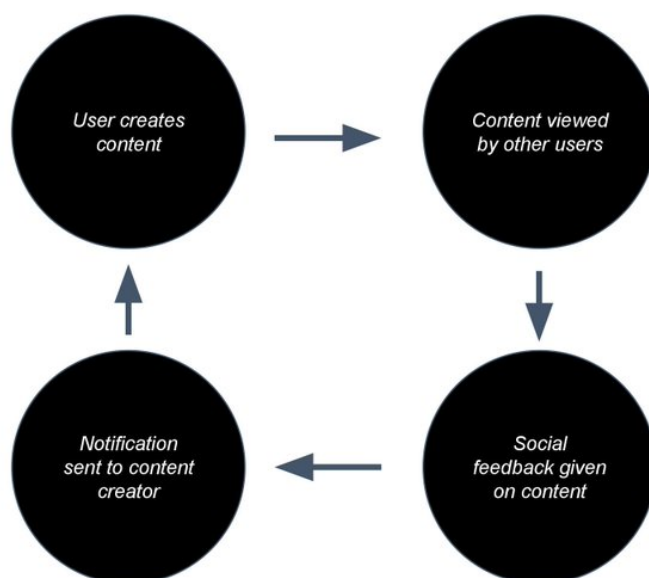 User creates
content
Content viewed
by other users
Notification
sent to content
creator
Social
feedback given
on content